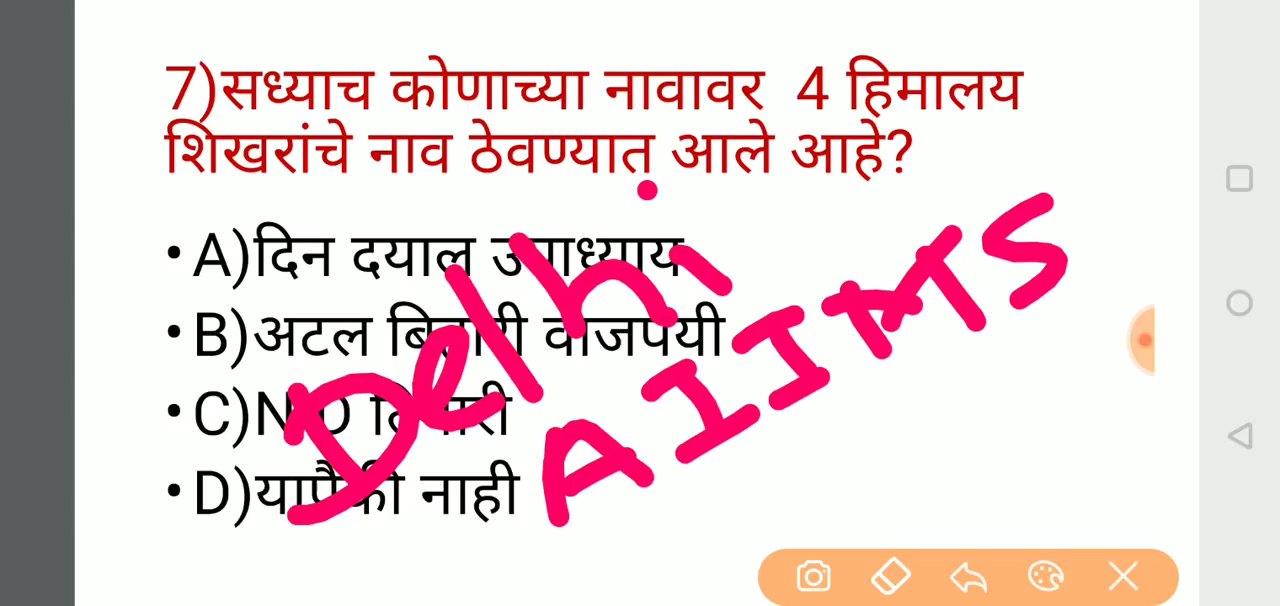 7)सध्याच कोणाच्या नावावर 4 हिमालय
शिखरांचे नाव ठेवण्यात आले आहे?
• A)दिन दयाल उपाध्याय
• B)अटल बिहारी वाजपेयी
• C)N D तिवारी
• D)यापैकी नाही
Delhi
AIIMS